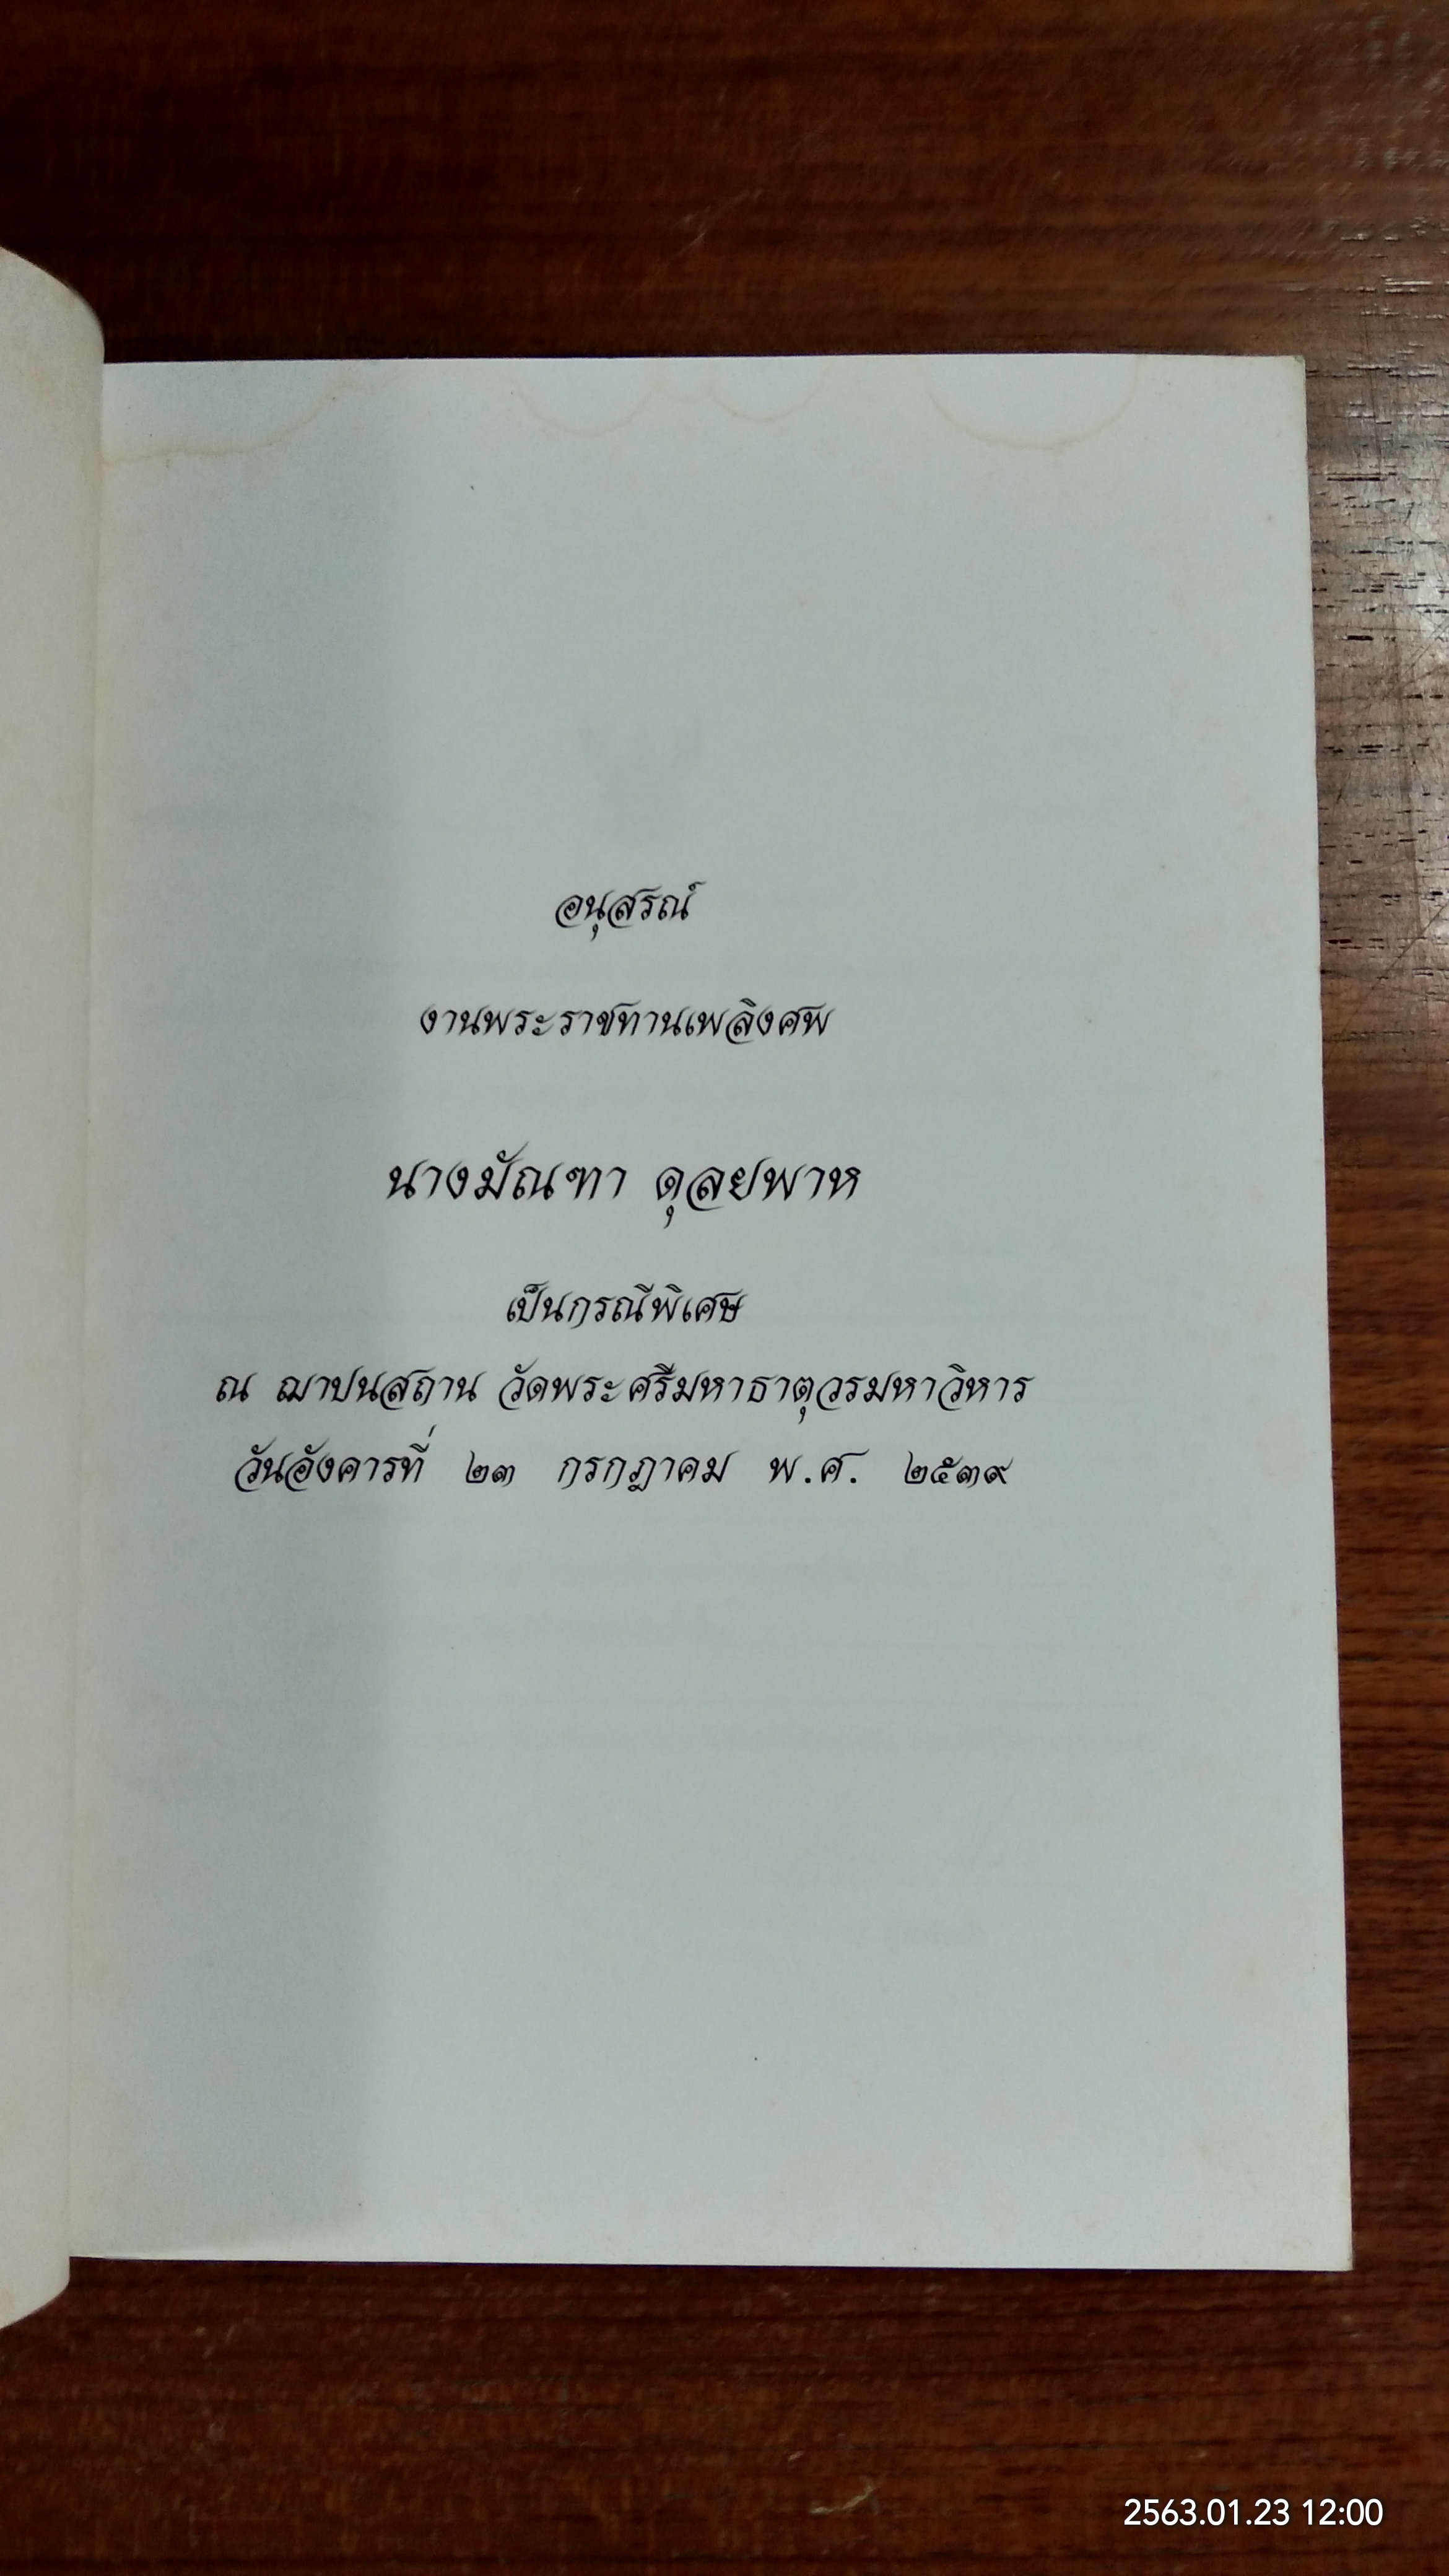 อนุสรณ์
งานพระราชทานเพลิงศพ
นางมัณฑา ดุลยพาห
เป็นกรณีพิเศษ
ณ ฌาปนสถาน วัดพระศรีมหาธาตุวรมหาวิหาร
วันอังคารที่ ๒๓ กรกฎาคม พ.ศ. ๒๕๓๙
2563.01.23 12:00